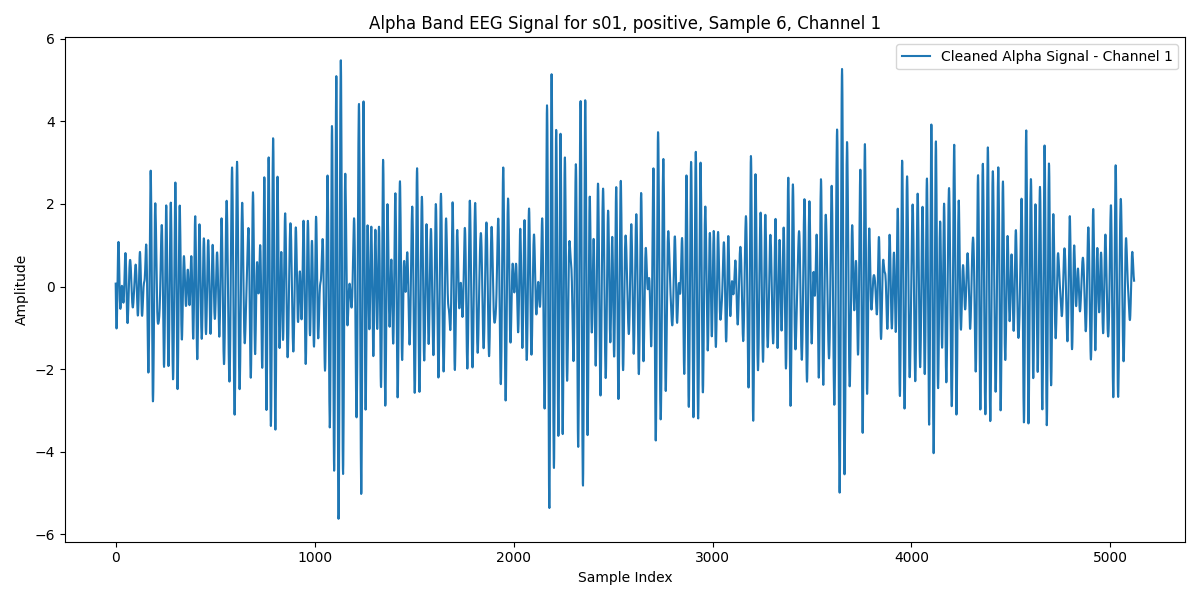 Alpha Band EEG Signal for s01, positive, Sample 6, Channel 1
Cleaned Alpha Signal - Channel 1
Amplitude
6
4
2
0
−2
−4
−6
0 1000 2000 3000 4000 5000
Sample Index